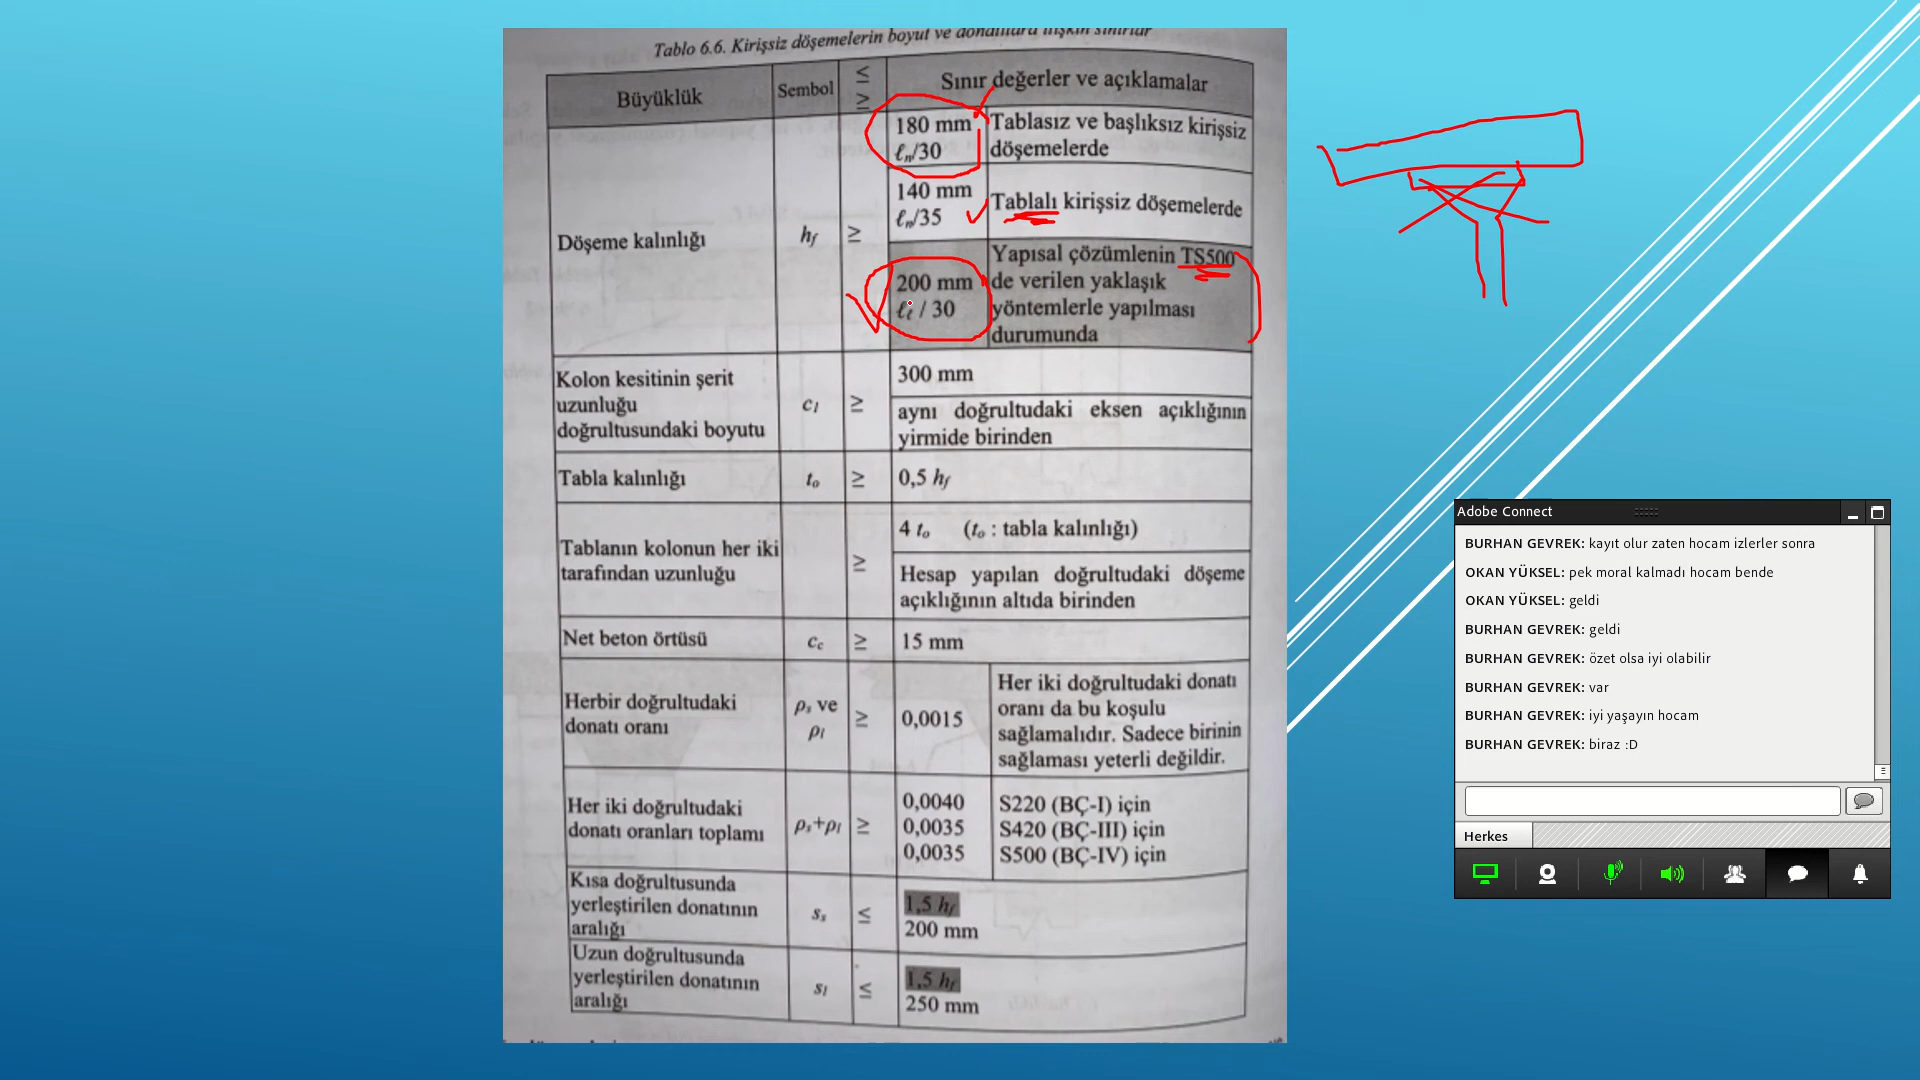 Tablo 6.6. Kirişsiz döşemelerin boyut ve donatılara ilişkin sınırlar
Büyüklük
Sembol
≤
≥
Sınır değerler ve açıklamalar
Döşeme kalınlığı
hf
≥
180 mm
ℓn/30
Tablasız ve başlıksız kirişsiz
döşemelerde
140 mm
ℓn/35
Tablalı kirişsiz döşemelerde
200 mm
/ 30
Yapısal çözümlenin TS500
de verilen yaklaşık
yöntemlerle yapılması
durumunda
Kolon kesitinin şerit
uzunluğu
doğrultusundaki boyutu
c1
≥
300 mm
aynı doğrultudaki eksen açıklığının
yirmide birinden
Tabla kalınlığı
to
≥
0,5 hf
Tablanın kolonun her iki
tarafından uzunluğu
≥
4 to (to : tabla kalınlığı)
Hesap yapılan doğrultudaki döşeme
açıklığının altıda birinden
Net beton örtüsü
cc
≥
15 mm
Herbir doğrultudaki
donatı oranı
ρs ve
ρl
≥
0,0015
Her iki doğrultudaki donatı
oranı da bu koşulu
sağlamalıdır. Sadece birinin
sağlaması yeterli değildir.
Her iki doğrultudaki
donatı oranları toplamı
ρs+ρl
≥
0,0040
0,0035
0,0035
S220 (BÇ-I) için
S420 (BÇ-III) için
S500 (BÇ-IV) için
Kısa doğrultusunda
yerleştirilen donatının
aralığı
ss
≤
1,5 hf
200 mm
Uzun doğrultusunda
yerleştirilen donatının
aralığı
sl
≤
1,5 hf
250 mm
Adobe Connect
BURHAN GEVREK: kayıt olur zaten hocam izlerler sonra
OKAN YÜKSEL: pek moral kalmadı hocam bende
OKAN YÜKSEL: geldi
BURHAN GEVREK: geldi
BURHAN GEVREK: özet olsa iyi olabilir
BURHAN GEVREK: var
BURHAN GEVREK: iyi yaşayın hocam
BURHAN GEVREK: biraz :D
Herkes